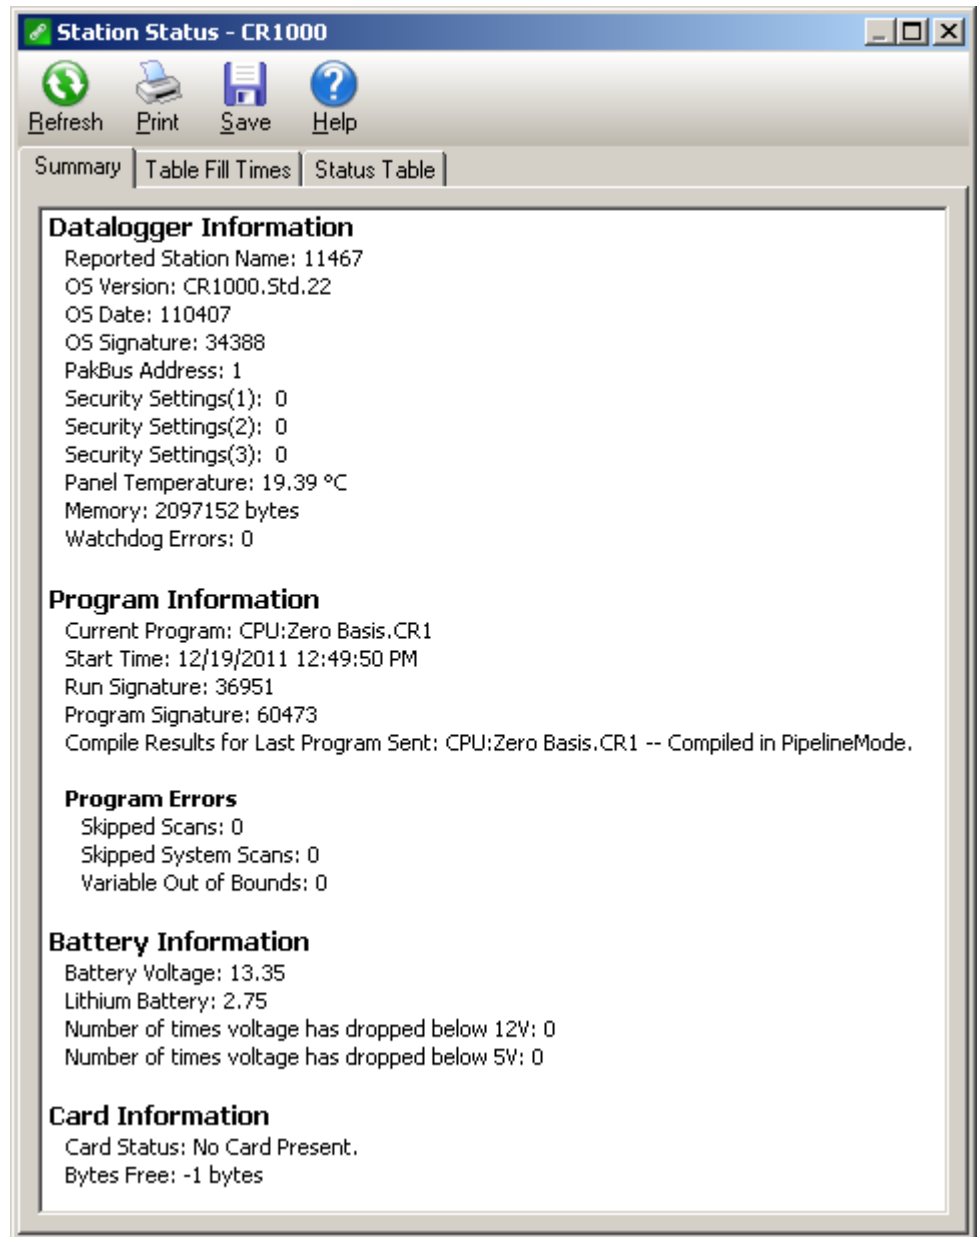 Station Status - CR1000
Refresh Print Save Help
Summary Table Fill Times Status Table
Datalogger Information
Reported Station Name: 11467
OS Version: CR1000.Std.22
OS Date: 110407
OS Signature: 34388
PakBus Address: 1
Security Settings(1):  0
Security Settings(2):  0
Security Settings(3):  0
Panel Temperature: 19.39 °C
Memory: 2097152 bytes
Watchdog Errors: 0
Program Information
Current Program: CPU:Zero Basis.CR1
Start Time: 12/19/2011 12:49:50 PM
Run Signature: 36951
Program Signature: 60473
Compile Results for Last Program Sent: CPU:Zero Basis.CR1 -- Compiled in PipelineMode.
Program Errors
Skipped Scans: 0
Skipped System Scans: 0
Variable Out of Bounds: 0
Battery Information
Battery Voltage: 13.35
Lithium Battery: 2.75
Number of times voltage has dropped below 12V: 0
Number of times voltage has dropped below 5V: 0
Card Information
Card Status: No Card Present.
Bytes Free: -1 bytes